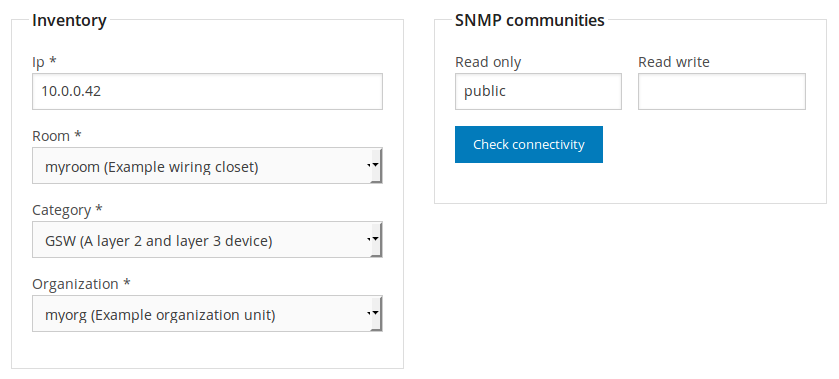 Inventory
Ip *
10.0.0.42
Room *
myroom (Example wiring closet)
Category *
GSW (A layer 2 and layer 3 device)
Organization *
myorg (Example organization unit)
SNMP communities
Read only
Read write
public
Check connectivity